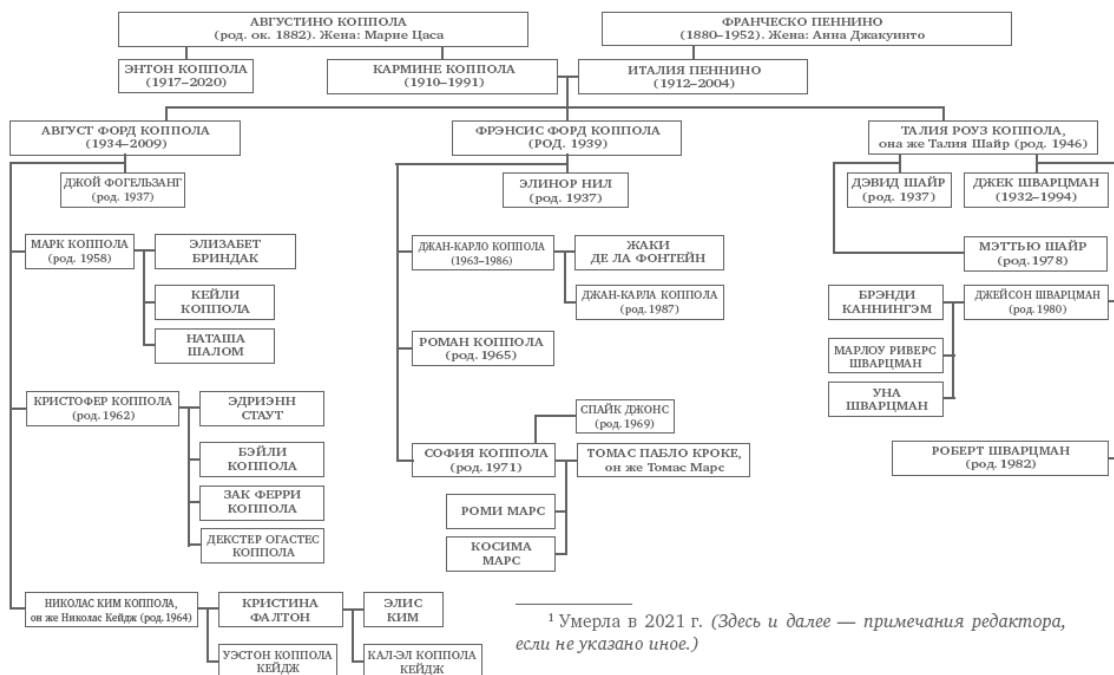 АВГУСТИНО КОППОЛА
(род. ок. 1882). Жена: Марие Цаса
ФРАНЧЕСКО ПЕННИНО
(1880–1952). Жена: Анна Джакуинто
ЭНТОН КОППОЛА
(1917–2020)
КАРМИНЕ КОППОЛА
(1910–1991)
ИТАЛИЯ ПЕННИНО
(1912–2004)
АВГУСТ ФОРД КОППОЛА
(1934–2009)
ФРЭНСИС ФОРД КОППОЛА
(РОД. 1939)
ТАЛИЯ РОУЗ КОППОЛА,
она же Талия Шайр (род. 1946)
ДЖОЙ ФОГЕЛЬЗАНГ
(род. 1937)
ЭЛИНОР НИЛ
(род. 1937)
ДЭВИД ШАЙР
(род. 1937)
ДЖЕК ШВАРЦМАН
(1932–1994)
МАРК КОППОЛА
(род. 1958)
ЭЛИЗАБЕТ
БРИНДАК
КЕЙЛИ
КОППОЛА
НАТАША
ШАЛОМ
ДЖАН-КАРЛО КОППОЛА
(1963–1986)
ЖАКИ
ДЕ ЛА ФОНТЕЙН
ДЖАН-КАРЛА КОППОЛА
(род. 1987)
МЭТТЬЮ ШАЙР
(род. 1978)
БРЭНДИ
КАННИНГЭМ
ДЖЕЙСОН ШВАРЦМАН
(род. 1980)
РОМАН КОППОЛА
(род. 1965)
МАРЛОУ РИВЕРС
ШВАРЦМАН
УНА
ШВАРЦМАН
КРИСТОФЕР КОППОЛА
(род. 1962)
ЭДРИЭНН
СТАУТ
БЭЙЛИ
КОППОЛА
ЗАК ФЕРРИ
КОППОЛА
ДЕКСТЕР ОГАСТЕС
КОППОЛА
СПАЙК ДЖОНС
(род. 1969)
СОФИЯ КОППОЛА
(род. 1971)
ТОМАС ПАБЛО КРОКЕ,
он же Томас Марс
РОМИ МАРС
КОСИМА
МАРС
РОБЕРТ ШВАРЦМАН
(род. 1982)
НИКОЛАС КИМ КОППОЛА,
он же Николас Кейдж (род. 1964)
КРИСТИНА
ФАЛТОН
ЭЛИС
КИМ
УЭСТОН КОППОЛА
КЕЙДЖ
КАЛ-ЭЛ КОППОЛА
КЕЙДЖ
¹ Умерла в 2021 г. (Здесь и далее — примечания редактора,
если не указано иное.)